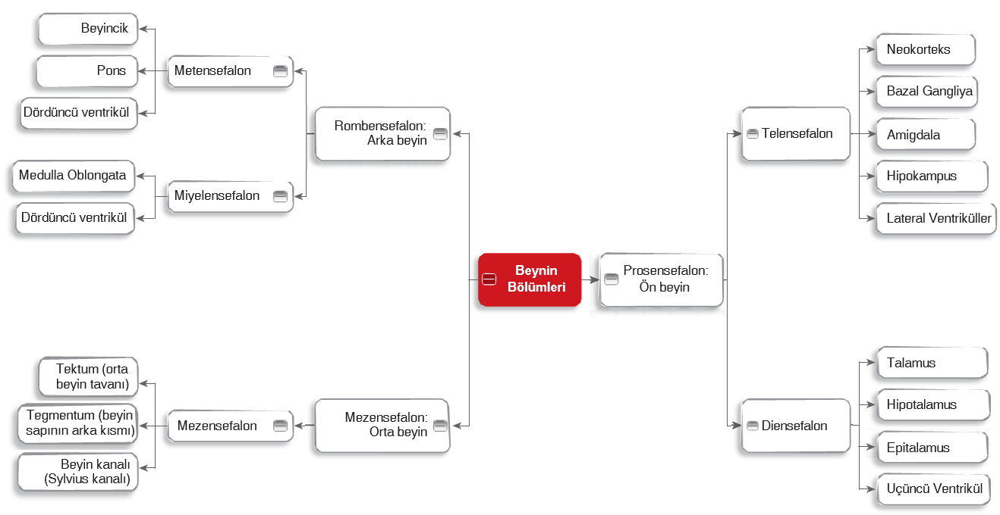 Beyincik
Pons
Dördüncü ventrikül
Metensefalon
Medulla Oblongata
Dördüncü ventrikül
Miyelensefalon
Rombensefalon:
Arka beyin
Tektum (orta
beyin tavanı)
Tegmentum (beyin
sapının arka kısmı)
Beyin kanalı
(Sylvius kanalı)
Mezensefalon
Mezensefalon:
Orta beyin
Beynin
Bölümleri
Prosensefalon:
Ön beyin
Telensefalon
Neokorteks
Bazal Gangliya
Amigdala
Hipokampus
Lateral Ventriküller
Diensefalon
Talamus
Hipotalamus
Epitalamus
Uçüncü Ventrikül